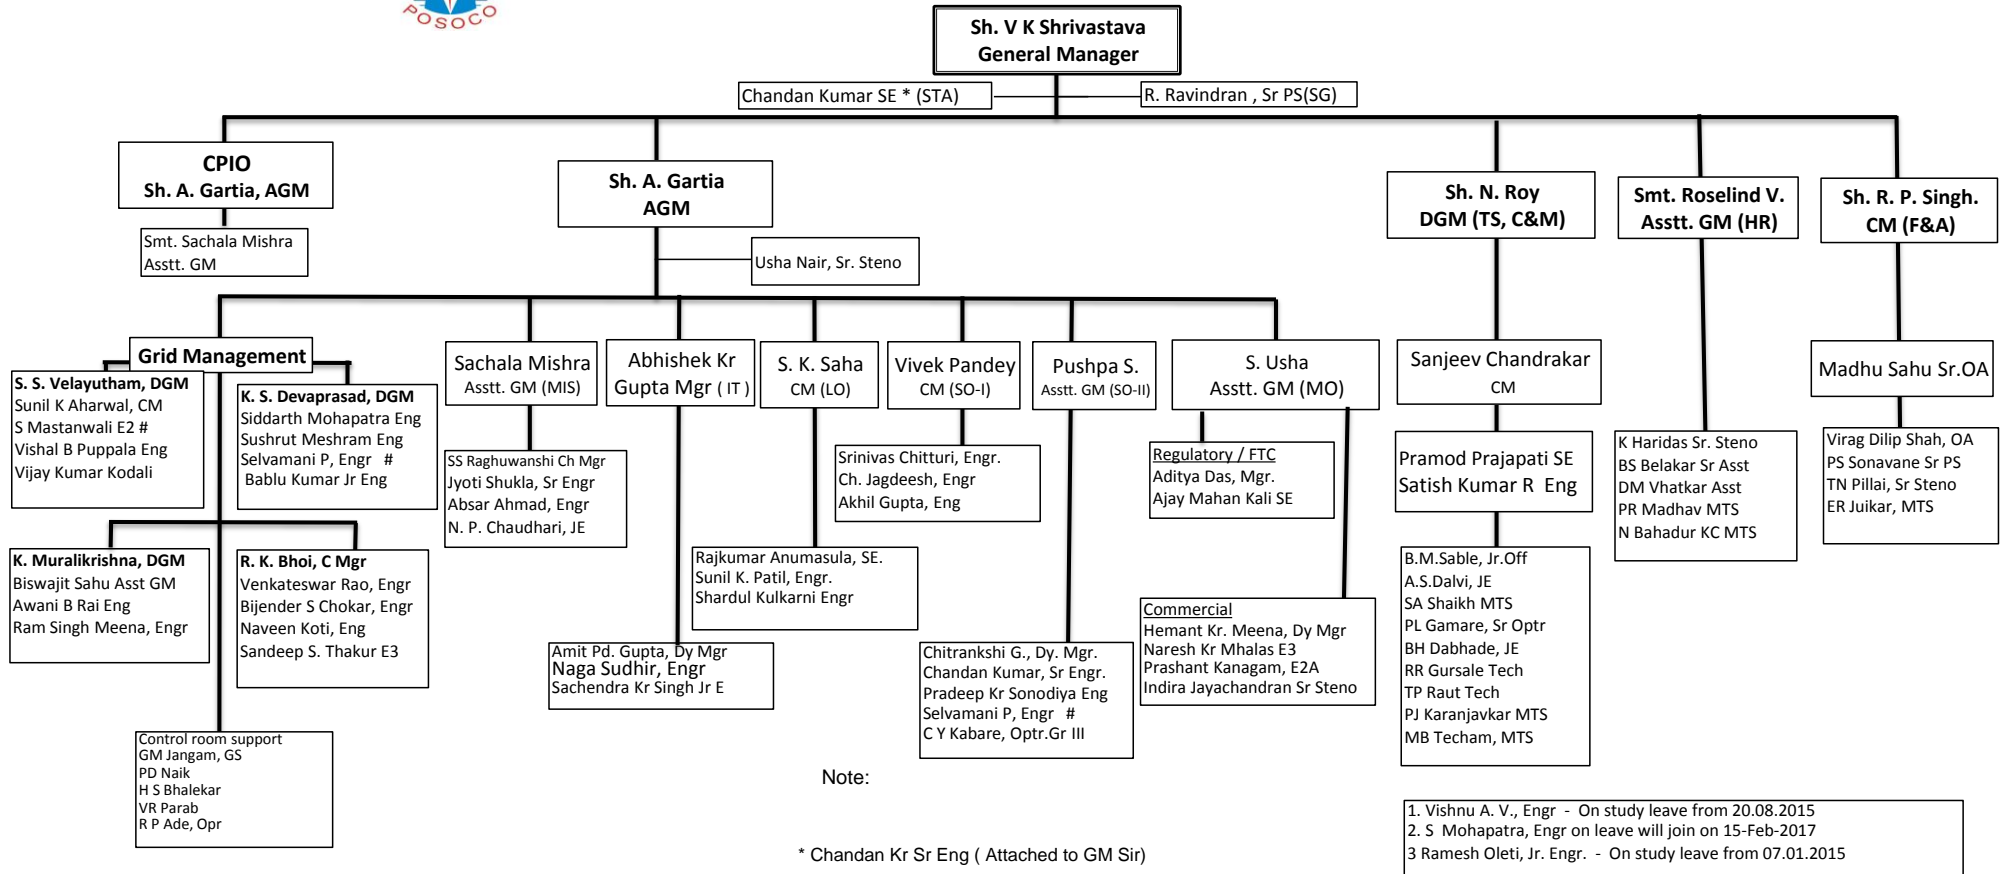 POSOCO
Sh. V K Shrivastava
General Manager
Chandan Kumar SE * (STA)
R. Ravindran , Sr PS(SG)
CPIO
Sh. A. Gartia, AGM
Smt. Sachala Mishra
Asstt. GM
Sh. A. Gartia
AGM
Usha Nair, Sr. Steno
Sh. N. Roy
DGM (TS, C&M)
Smt. Roselind V.
Asstt. GM (HR)
Sh. R. P. Singh.
CM (F&A)
Grid Management
S. S. Velayutham, DGM
Sunil K Aharwal, CM
S Mastanwali E2 #
Vishal B Puppala Eng
Vijay Kumar Kodali
K. S. Devaprasad, DGM
Siddarth Mohapatra Eng
Sushrut Meshram Eng
Selvamani P, Engr #
Bablu Kumar Jr Eng
K. Muralikrishna, DGM
Biswajit Sahu Asst GM
Awani B Rai Eng
Ram Singh Meena, Engr
R. K. Bhoi, C Mgr
Venkateswar Rao, Engr
Bijender S Chokar, Engr
Naveen Koti, Eng
Sandeep S. Thakur E3
Control room support
GM Jangam, GS
PD Naik
H S Bhalekar
VR Parab
R P Ade, Opr
Sachala Mishra
Asstt. GM (MIS)
SS Raghuwanshi Ch Mgr
Jyoti Shukla, Sr Engr
Absar Ahmad, Engr
N. P. Chaudhari, JE
Abhishek Kr
Gupta Mgr ( IT )
Amit Pd. Gupta, Dy Mgr
Naga Sudhir, Engr
Sachendra Kr Singh Jr E
S. K. Saha
CM (LO)
Rajkumar Anumasula, SE.
Sunil K. Patil, Engr.
Shardul Kulkarni Engr
Vivek Pandey
CM (SO-I)
Srinivas Chitturi, Engr.
Ch. Jagdeesh, Engr
Akhil Gupta, Eng
Pushpa S.
Asstt. GM (SO-II)
Chitrankshi G., Dy. Mgr.
Chandan Kumar, Sr Engr.
Pradeep Kr Sonodiya Eng
Selvamani P, Engr #
C Y Kabare, Optr.Gr III
S. Usha
Asstt. GM (MO)
Regulatory / FTC
Aditya Das, Mgr.
Ajay Mahan Kali SE
Commercial
Hemant Kr. Meena, Dy Mgr
Naresh Kr Mhalas E3
Prashant Kanagam, E2A
Indira Jayachandran Sr Steno
Sanjeev Chandrakar
CM
Pramod Prajapati SE
Satish Kumar R Eng
B.M.Sable, Jr.Off
A.S.Dalvi, JE
SA Shaikh MTS
PL Gamare, Sr Optr
BH Dabhade, JE
RR Gursale Tech
TP Raut Tech
PJ Karanjavkar MTS
MB Techam, MTS
K Haridas Sr. Steno
BS Belakar Sr Asst
DM Vhatkar Asst
PR Madhav MTS
N Bahadur KC MTS
Madhu Sahu Sr.OA
Virag Dilip Shah, OA
PS Sonavane Sr PS
TN Pillai, Sr Steno
ER Juikar, MTS
Note:
* Chandan Kr Sr Eng ( Attached to GM Sir)
1. Vishnu A. V., Engr - On study leave from 20.08.2015
2. S Mohapatra, Engr on leave will join on 15-Feb-2017
3 Ramesh Oleti, Jr. Engr. - On study leave from 07.01.2015